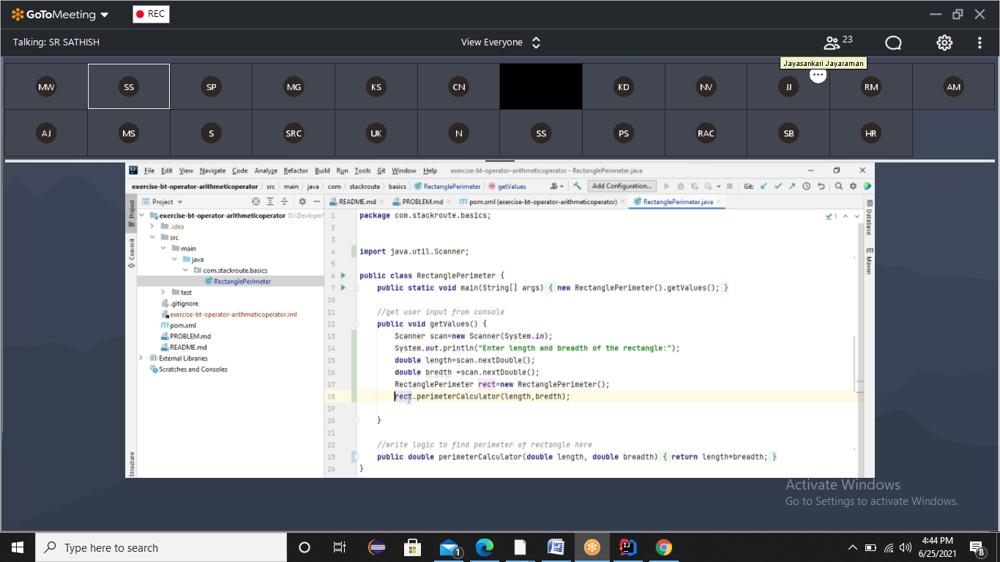 GoToMeeting
REC
Talking: SR SATHISH
View Everyone
23
Jayasankari Jayaraman
MW SS SP MG KS CN KD NV JJ RM AM
AJ MS S SRC UK N SS PS RAC SB HR
File Edit View Navigate Code Analyze Refactor Build Run Tools Git Window Help exercise-bt-operator-arithmeticoperator - RectanglePerimeter.java
exercise-bt-operator-arithmeticoperator src main java com stackroute basics RectanglePerimeter getValues Add Configuration... Git:
Project README.md PROBLEM.md pom.xml (exercise-bt-operator-arithmeticoperator) RectanglePerimeter.java
Project
Commit
Structure
exercise-bt-operator-arithmeticoperator D:\Devloper\
.idea
src
main
java
com.stackroute.basics
RectanglePerimeter
test
.gitignore
exercise-bt-operator-arithmeticoperator.iml
pom.xml
PROBLEM.md
README.md
External Libraries
Scratches and Consoles
1 package com.stackroute.basics;
2
3
4 import java.util.Scanner;
5
6 public class RectanglePerimeter {
7 public static void main(String[] args) { new RectanglePerimeter().getValues(); }
10
11 //get user input from console
12 public void getValues() {
13 Scanner scan=new Scanner(System.in);
14 System.out.println("Enter length and breadth of the rectangle:");
15 double length=scan.nextDouble();
16 double bredth =scan.nextDouble();
17 RectanglePerimeter rect=new RectanglePerimeter();
18 rect.perimeterCalculator(length,bredth);
19
20 }
21
22 //write logic to find perimeter of rectangle here
23 public double perimeterCalculator(double length, double breadth) { return length*breadth; }
26 }
1
Database
Maven
Activate Windows
Go to Settings to activate Windows.
Type here to search
1
4:44 PM
6/25/2021
8